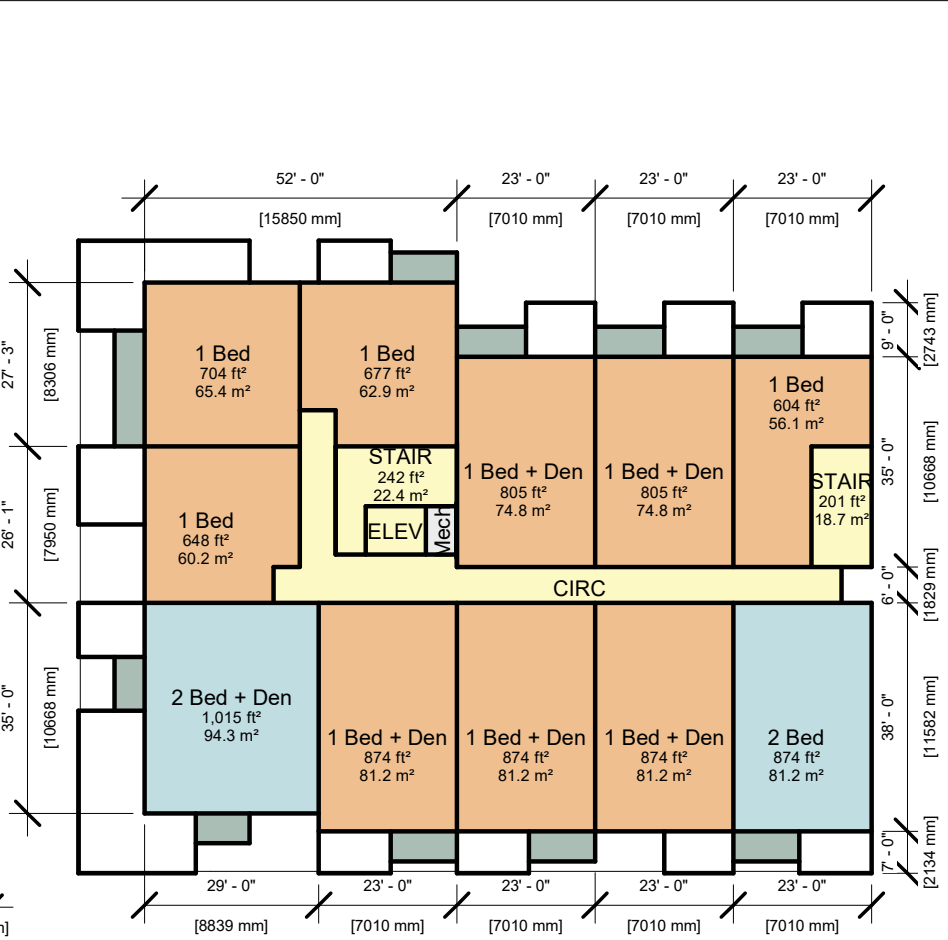 52' - 0"
23' - 0"
23' - 0"
23' - 0"
[15850 mm]
[7010 mm]
[7010 mm]
[7010 mm]
27' - 3"
[8306 mm]
26' - 1"
[7950 mm]
35' - 0"
[10668 mm]
9' - 0"
[2743 mm]
35' - 0"
[10668 mm]
6' - 0"
[1829 mm]
38' - 0"
[11582 mm]
7' - 0"
[2134 mm]
1 Bed
704 ft²
65.4 m²
1 Bed
677 ft²
62.9 m²
1 Bed
604 ft²
56.1 m²
STAIR
242 ft²
22.4 m²
1 Bed + Den
805 ft²
74.8 m²
1 Bed + Den
805 ft²
74.8 m²
STAIR
201 ft²
18.7 m²
1 Bed
648 ft²
60.2 m²
ELEV
Mech
CIRC
2 Bed + Den
1,015 ft²
94.3 m²
1 Bed + Den
874 ft²
81.2 m²
1 Bed + Den
874 ft²
81.2 m²
1 Bed + Den
874 ft²
81.2 m²
2 Bed
874 ft²
81.2 m²
29' - 0"
23' - 0"
23' - 0"
23' - 0"
23' - 0"
[8839 mm]
[7010 mm]
[7010 mm]
[7010 mm]
[7010 mm]